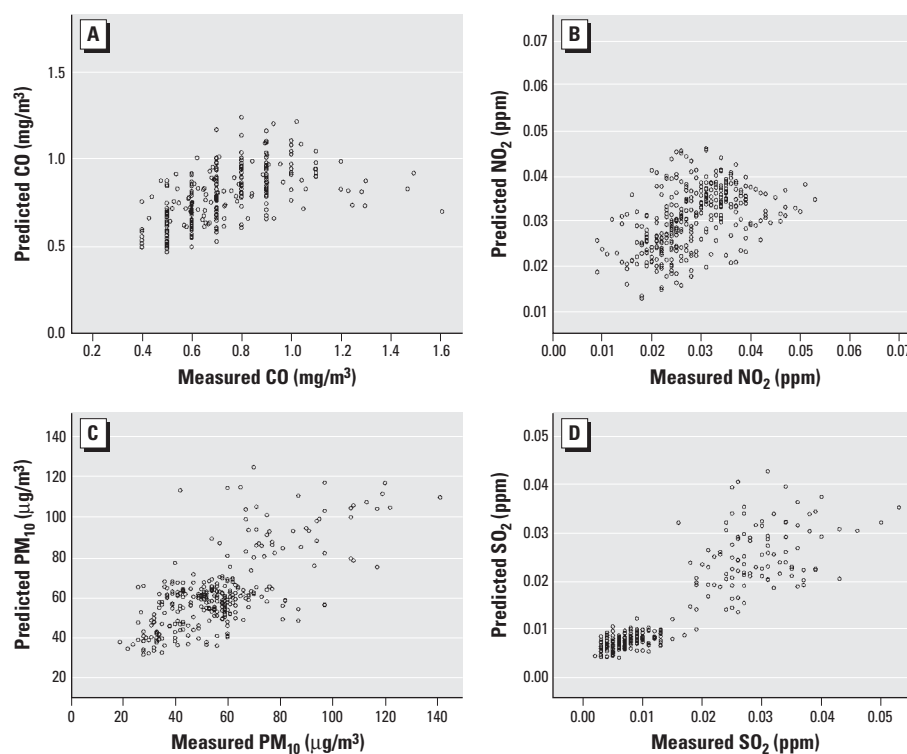 A
Predicted CO (mg/m³)
1.5
1.0
0.5
0.0
0.2 0.4 0.6 0.8 1.0 1.2 1.4 1.6
Measured CO (mg/m³)
B
Predicted NO₂ (ppm)
0.07
0.06
0.05
0.04
0.03
0.02
0.01
0.00 0.01 0.02 0.03 0.04 0.05 0.06 0.07
Measured NO₂ (ppm)
C
Predicted PM₁₀ (μg/m³)
140
120
100
80
60
40
20
0 20 40 60 80 100 120 140
Measured PM₁₀ (μg/m³)
D
Predicted SO₂ (ppm)
0.05
0.04
0.03
0.02
0.01
0.00
0.00 0.01 0.02 0.03 0.04 0.05
Measured SO₂ (ppm)